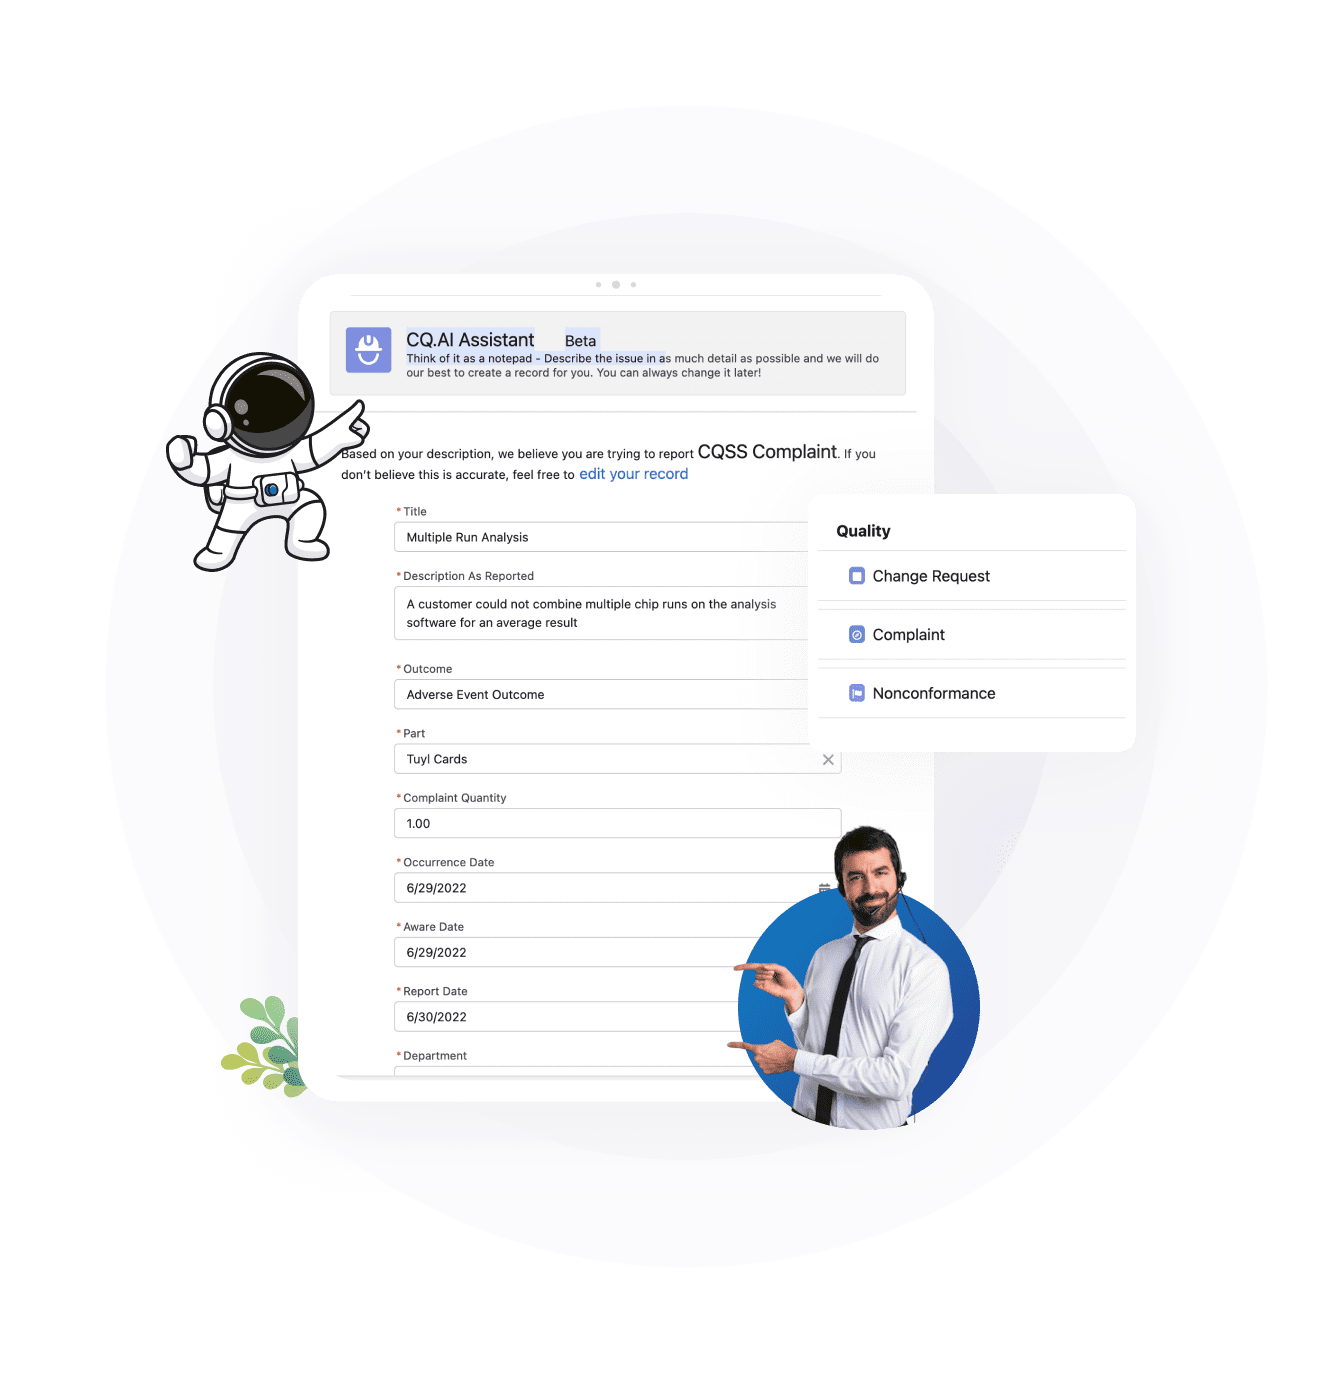 CQ.AI Assistant Beta
Think of it as a notepad - Describe the issue in as much detail as possible and we will do
our best to create a record for you. You can always change it later!
Based on your description, we believe you are trying to report CQSS Complaint. If you
don't believe this is accurate, feel free to edit your record
* Title
Multiple Run Analysis
* Description As Reported
A customer could not combine multiple chip runs on the analysis
software for an average result
* Outcome
Adverse Event Outcome
* Part
Tuyl Cards
* Complaint Quantity
1.00
* Occurrence Date
6/29/2022
* Aware Date
6/29/2022
* Report Date
6/30/2022
* Department
Quality
Change Request
Complaint
Nonconformance